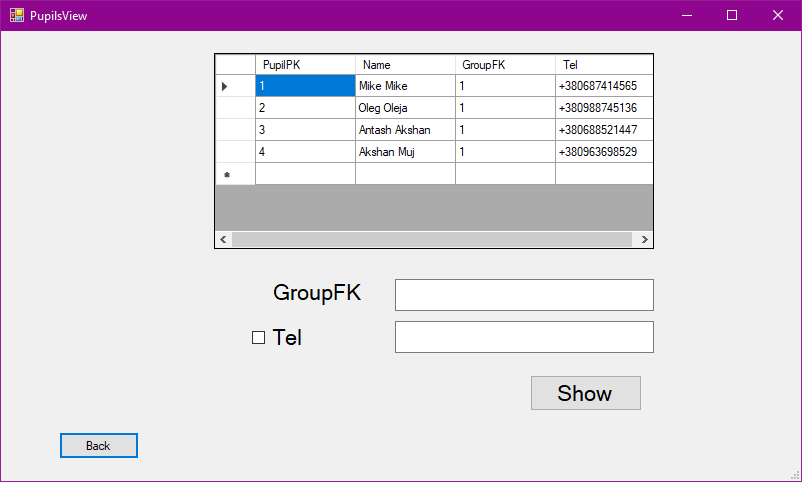 PupilsView
PupilPK Name GroupFK Tel
1 Mike Mike 1 +380687414565
2 Oleg Oleja 1 +380988745136
3 Antash Akshan 1 +380688521447
4 Akshan Muj 1 +380963698529
GroupFK
Tel
Show
Back